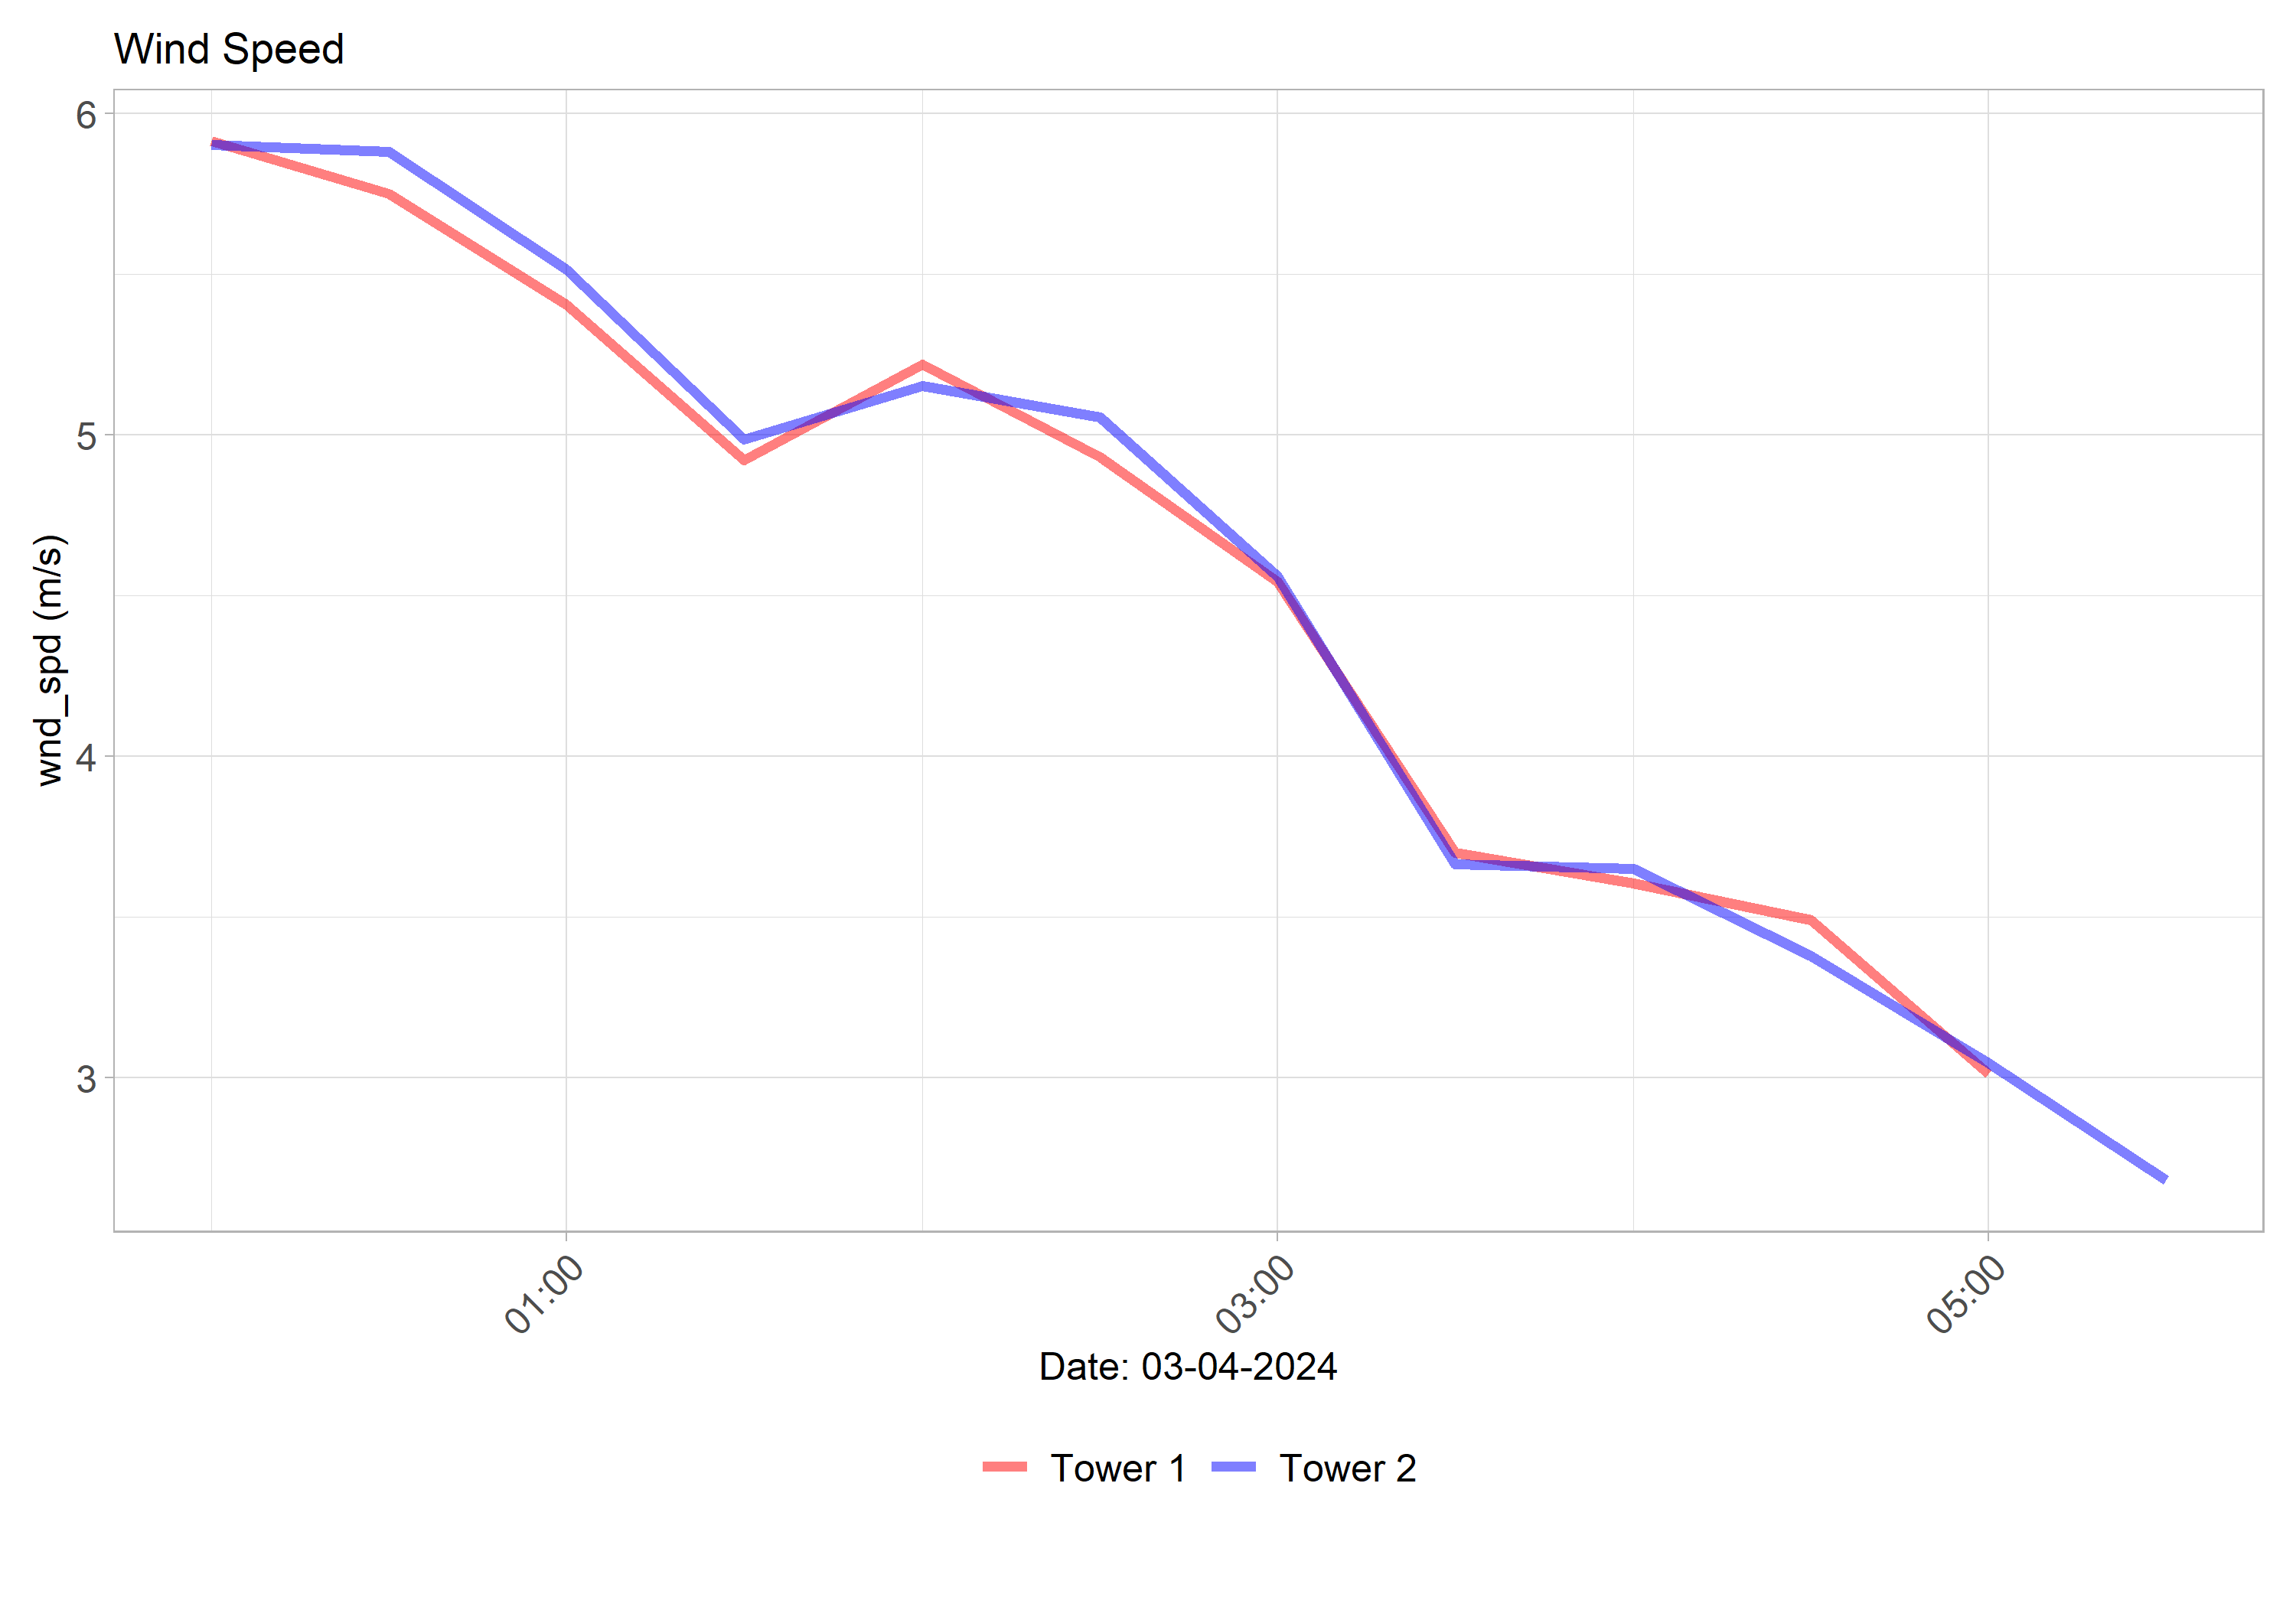 Wind Speed
6
5
4
3
wnd_spd (m/s)
01:00
03:00
05:00
Date: 03-04-2024
Tower 1
Tower 2